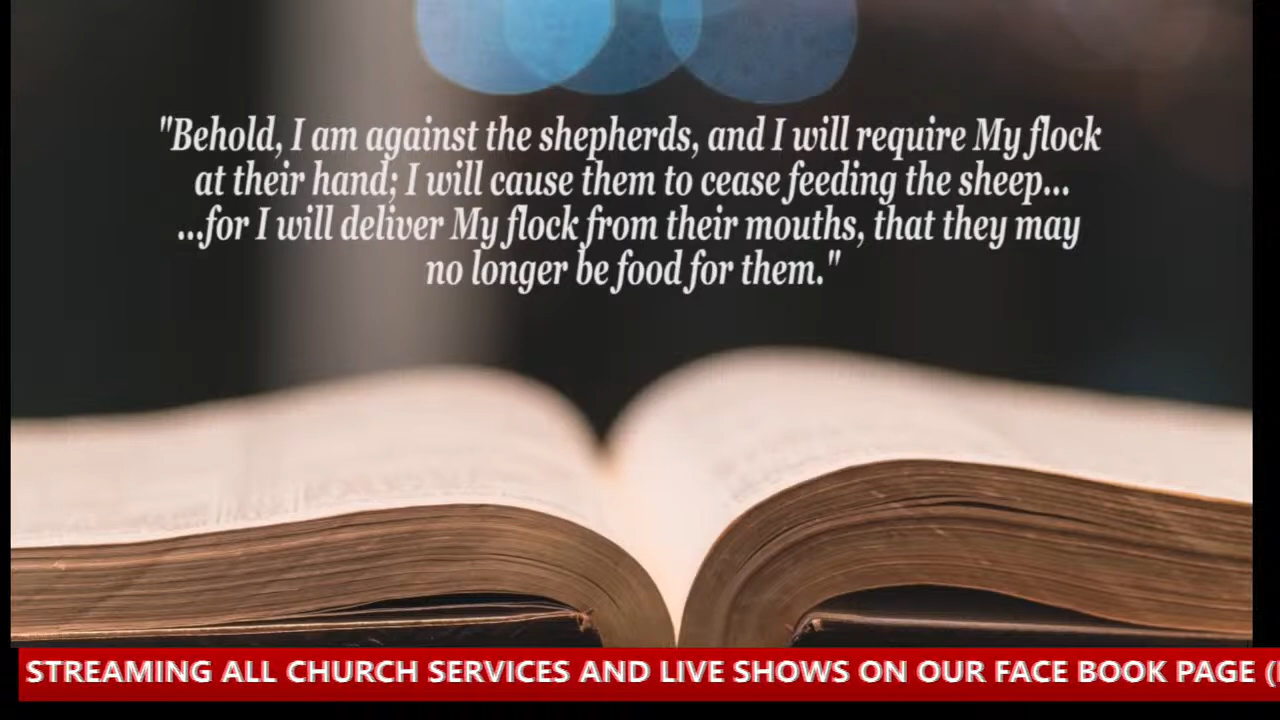 "Behold, I am against the shepherds, and I will require My flock
at their hand; I will cause them to cease feeding the sheep...
...for I will deliver My flock from their mouths, that they may
no longer be food for them."
STREAMING ALL CHURCH SERVICES AND LIVE SHOWS ON OUR FACE BOOK PAGE (